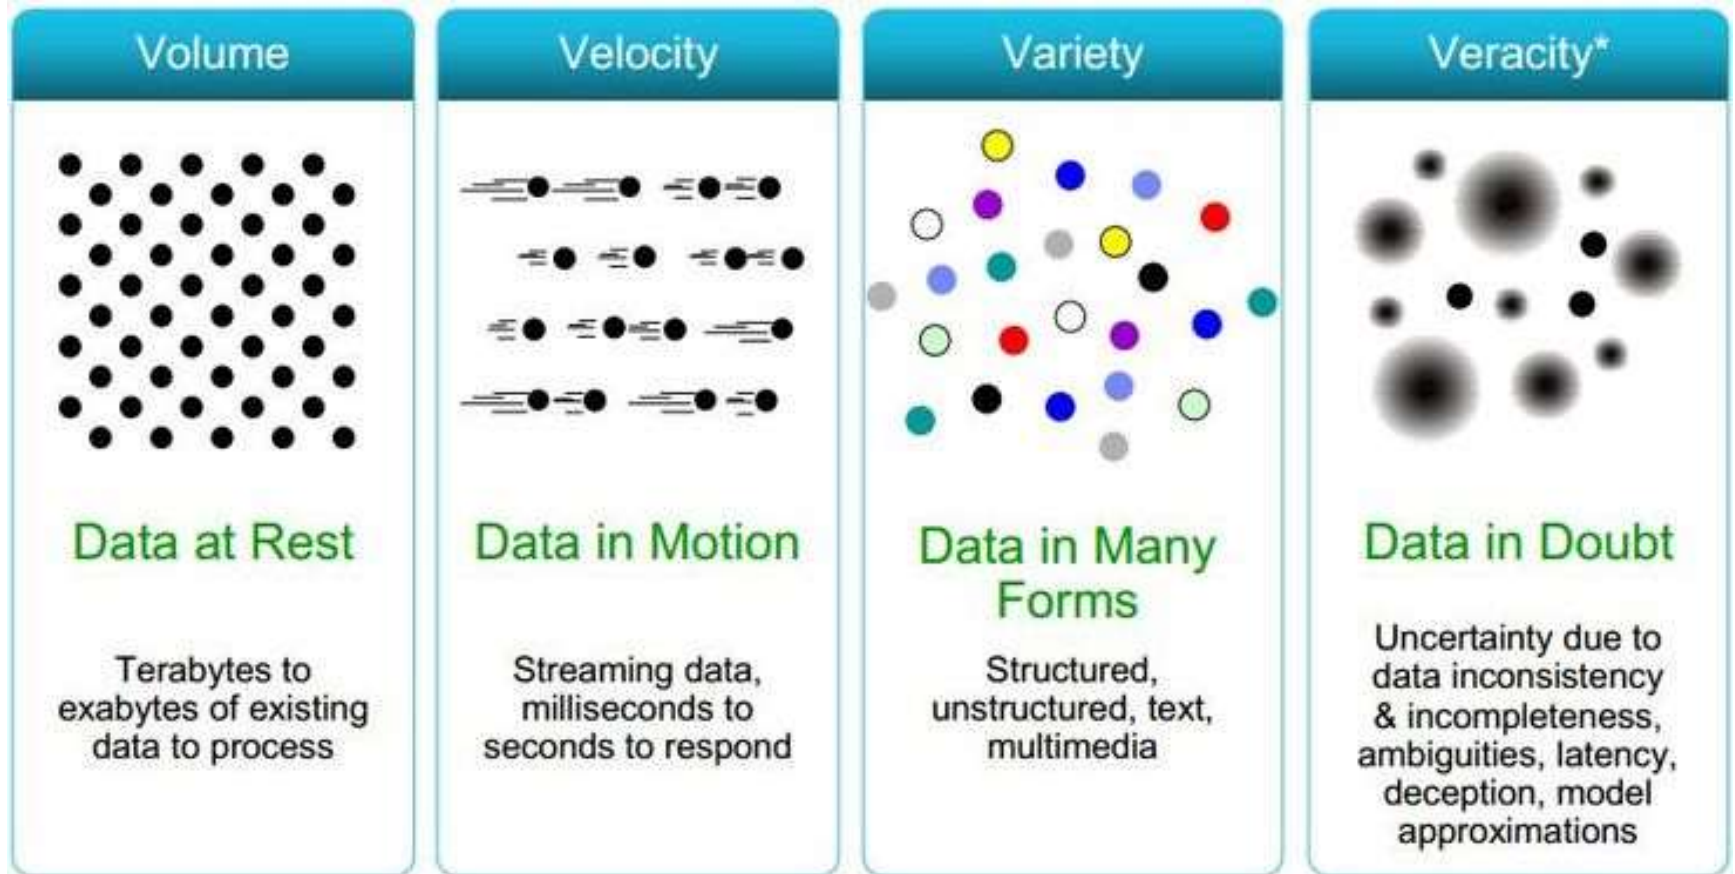 Volume
Data at Rest
Terabytes to
exabytes of existing
data to process
Velocity
Data in Motion
Streaming data,
milliseconds to
seconds to respond
Variety
Data in Many
Forms
Structured,
unstructured, text,
multimedia
Veracity*
Data in Doubt
Uncertainty due to
data inconsistency
& incompleteness,
ambiguities, latency,
deception, model
approximations